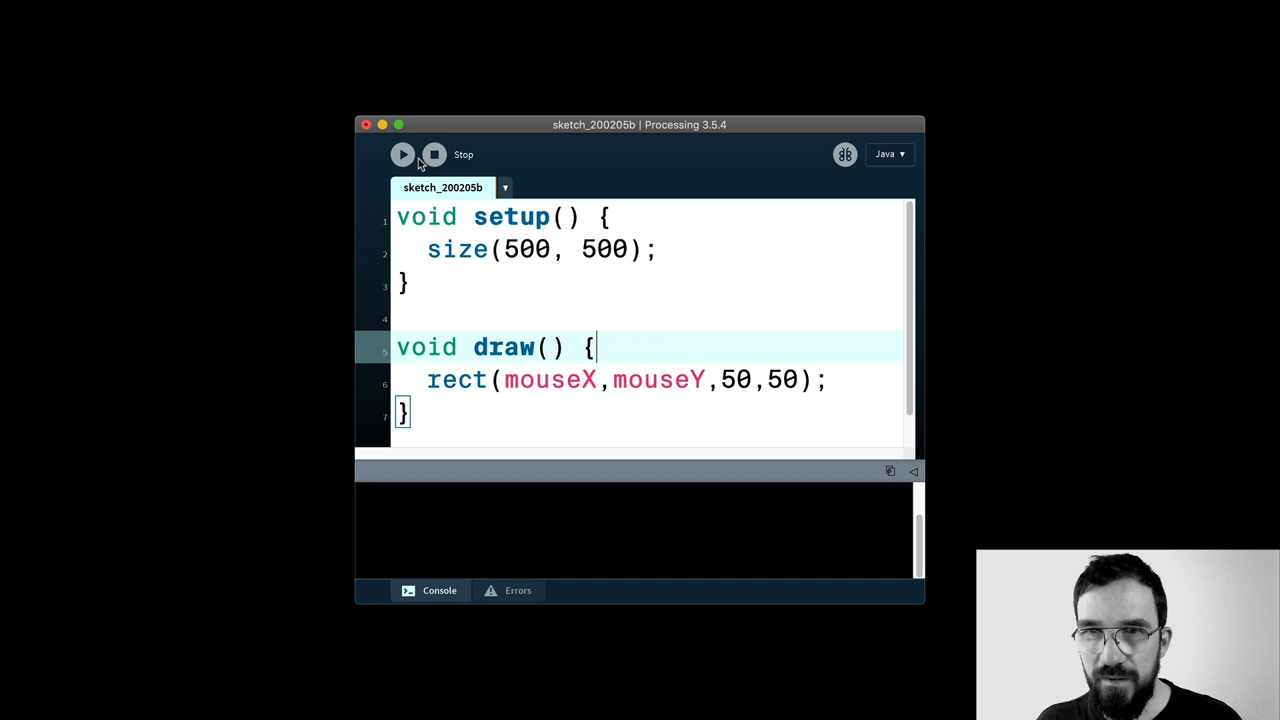 sketch_200205b | Processing 3.5.4
Stop
Java ▾
sketch_200205b ▾
1 void setup() {
2 size(500, 500);
3 }
4
5 void draw() {
6 rect(mouseX,mouseY,50,50);
7 }
Console Errors